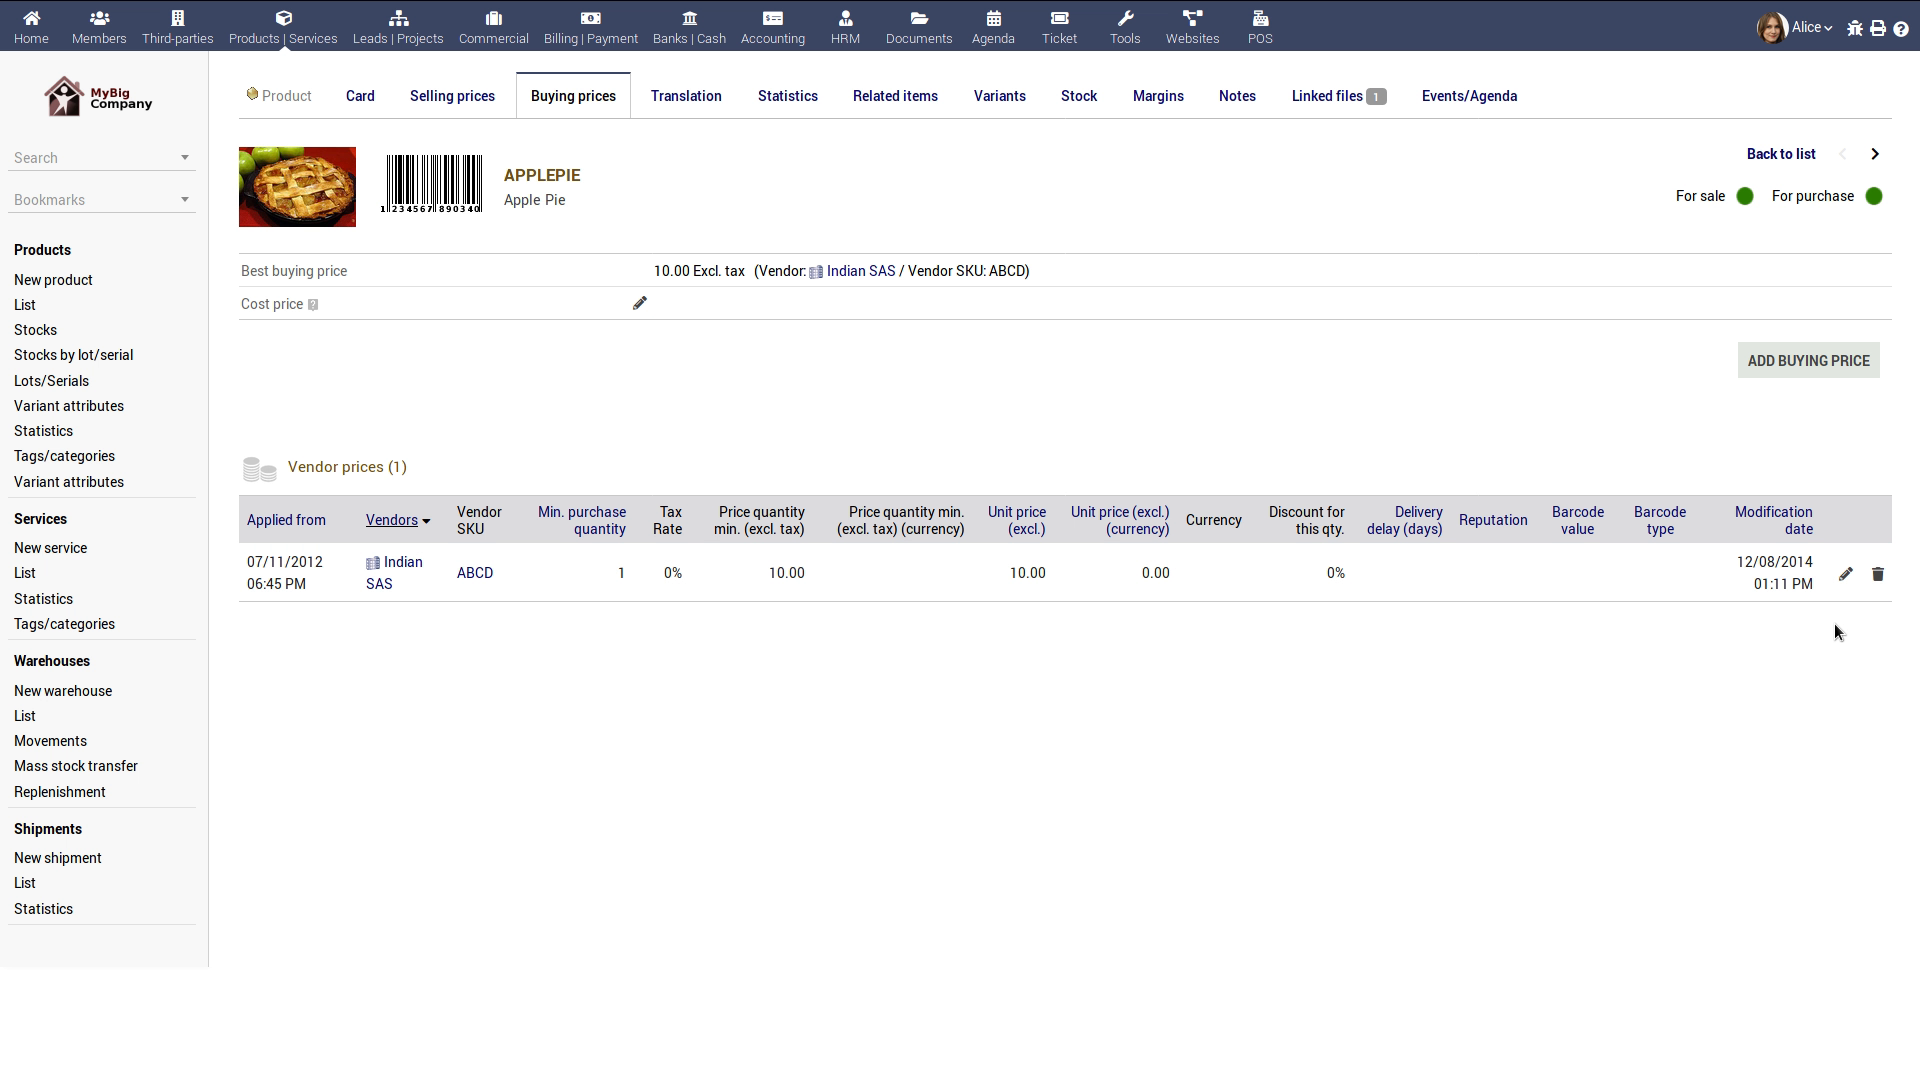 Home Members Third-parties Products | Services Leads | Projects Commercial Billing | Payment Banks | Cash Accounting HRM Documents Agenda Ticket Tools Websites POS Alice
MyBig
Company
Search
Bookmarks
Products
New product
List
Stocks
Stocks by lot/serial
Lots/Serials
Variant attributes
Statistics
Tags/categories
Variant attributes
Services
New service
List
Statistics
Tags/categories
Warehouses
New warehouse
List
Movements
Mass stock transfer
Replenishment
Shipments
New shipment
List
Statistics
Product Card Selling prices Buying prices Translation Statistics Related items Variants Stock Margins Notes Linked files 1 Events/Agenda
1 234567 890340
APPLEPIE
Apple Pie
Back to list
For sale For purchase
Best buying price 10.00 Excl. tax (Vendor: Indian SAS / Vendor SKU: ABCD)
Cost price ?
ADD BUYING PRICE
Vendor prices (1)
Applied from Vendors Vendor SKU Min. purchase quantity Tax Rate Price quantity min. (excl. tax) Price quantity min. (excl. tax) (currency) Unit price (excl.) Unit price (excl.) (currency) Currency Discount for this qty. Delivery delay (days) Reputation Barcode value Barcode type Modification date
07/11/2012 06:45 PM Indian SAS ABCD 1 0% 10.00 10.00 0.00 0% 12/08/2014 01:11 PM